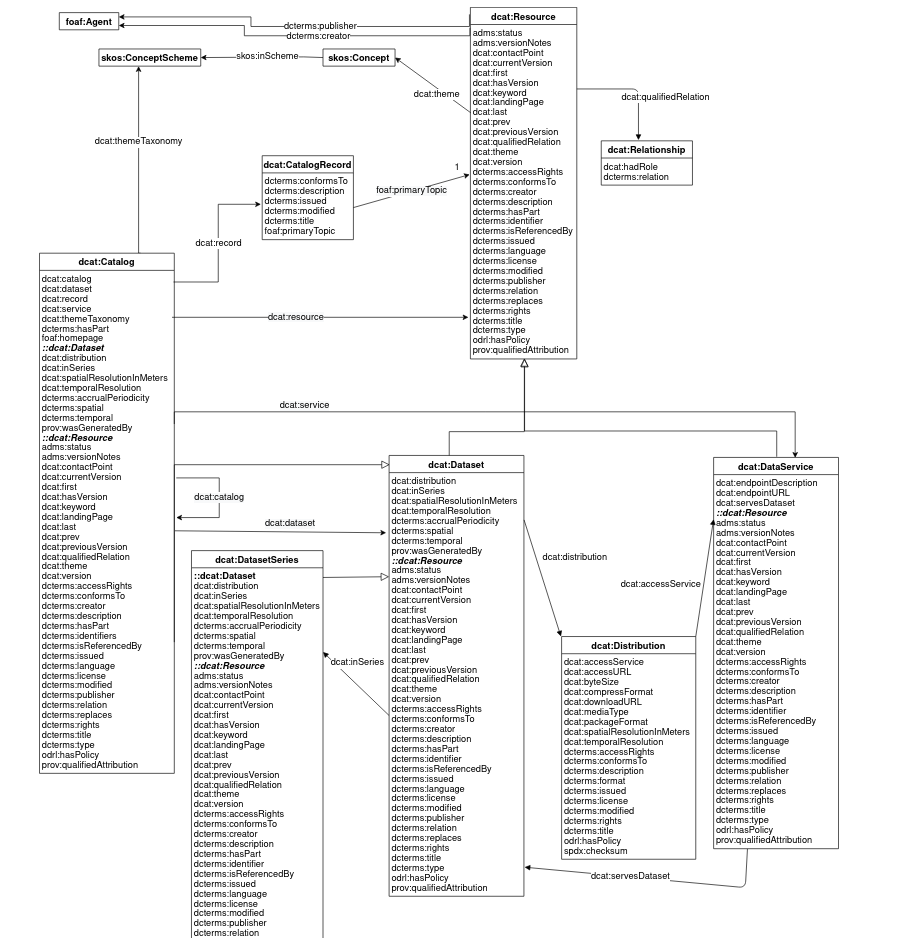 foaf:Agent
dcterms:publisher
dcterms:creator
skos:ConceptScheme
skos:inScheme
skos:Concept
dcat:theme
dcat:themeTaxonomy
dcat:Resource
adms:status
adms:versionNotes
dcat:contactPoint
dcat:currentVersion
dcat:first
dcat:hasVersion
dcat:keyword
dcat:landingPage
dcat:last
dcat:prev
dcat:previousVersion
dcat:qualifiedRelation
dcat:theme
dcat:version
dcterms:accessRights
dcterms:conformsTo
dcterms:creator
dcterms:description
dcterms:hasPart
dcterms:identifier
dcterms:isReferencedBy
dcterms:issued
dcterms:language
dcterms:license
dcterms:modified
dcterms:publisher
dcterms:relation
dcterms:replaces
dcterms:rights
dcterms:title
dcterms:type
odrl:hasPolicy
prov:qualifiedAttribution
dcat:qualifiedRelation
dcat:Relationship
dcat:hadRole
dcterms:relation
dcat:CatalogRecord
dcterms:conformsTo
dcterms:description
dcterms:issued
dcterms:modified
dcterms:title
foaf:primaryTopic
foaf:primaryTopic
1
dcat:record
dcat:resource
dcat:Catalog
dcat:catalog
dcat:dataset
dcat:record
dcat:service
dcat:themeTaxonomy
dcterms:hasPart
foaf:homepage
::dcat:Dataset
dcat:distribution
dcat:inSeries
dcat:spatialResolutionInMeters
dcat:temporalResolution
dcterms:accrualPeriodicity
dcterms:spatial
dcterms:temporal
prov:wasGeneratedBy
::dcat:Resource
adms:status
adms:versionNotes
dcat:contactPoint
dcat:currentVersion
dcat:first
dcat:hasVersion
dcat:keyword
dcat:landingPage
dcat:last
dcat:prev
dcat:previousVersion
dcat:qualifiedRelation
dcat:theme
dcat:version
dcterms:accessRights
dcterms:conformsTo
dcterms:creator
dcterms:description
dcterms:hasPart
dcterms:identifiers
dcterms:isReferencedBy
dcterms:issued
dcterms:language
dcterms:license
dcterms:modified
dcterms:publisher
dcterms:relation
dcterms:replaces
dcterms:rights
dcterms:title
dcterms:type
odrl:hasPolicy
prov:qualifiedAttribution
dcat:service
dcat:catalog
dcat:dataset
dcat:DatasetSeries
::dcat:Dataset
dcat:distribution
dcat:inSeries
dcat:spatialResolutionInMeters
dcat:temporalResolution
dcterms:accrualPeriodicity
dcterms:spatial
dcterms:temporal
prov:wasGeneratedBy
::dcat:Resource
adms:status
adms:versionNotes
dcat:contactPoint
dcat:currentVersion
dcat:first
dcat:hasVersion
dcat:keyword
dcat:landingPage
dcat:last
dcat:prev
dcat:previousVersion
dcat:qualifiedRelation
dcat:theme
dcat:version
dcterms:accessRights
dcterms:conformsTo
dcterms:creator
dcterms:description
dcterms:hasPart
dcterms:identifier
dcterms:isReferencedBy
dcterms:issued
dcterms:language
dcterms:license
dcterms:modified
dcterms:publisher
dcterms:relation
dcat:inSeries
dcat:Dataset
dcat:distribution
dcat:inSeries
dcat:spatialResolutionInMeters
dcat:temporalResolution
dcterms:accrualPeriodicity
dcterms:spatial
dcterms:temporal
prov:wasGeneratedBy
::dcat:Resource
adms:status
adms:versionNotes
dcat:contactPoint
dcat:currentVersion
dcat:first
dcat:hasVersion
dcat:keyword
dcat:landingPage
dcat:last
dcat:prev
dcat:previousVersion
dcat:qualifiedRelation
dcat:theme
dcat:version
dcterms:accessRights
dcterms:conformsTo
dcterms:creator
dcterms:description
dcterms:hasPart
dcterms:identifier
dcterms:isReferencedBy
dcterms:issued
dcterms:language
dcterms:license
dcterms:modified
dcterms:publisher
dcterms:relation
dcterms:replaces
dcterms:rights
dcterms:title
dcterms:type
odrl:hasPolicy
prov:qualifiedAttribution
dcat:distribution
dcat:accessService
dcat:Distribution
dcat:accessService
dcat:accessURL
dcat:byteSize
dcat:compressFormat
dcat:downloadURL
dcat:mediaType
dcat:packageFormat
dcat:spatialResolutionInMeters
dcat:temporalResolution
dcterms:accessRights
dcterms:conformsTo
dcterms:description
dcterms:format
dcterms:issued
dcterms:license
dcterms:modified
dcterms:rights
dcterms:title
odrl:hasPolicy
spdx:checksum
dcat:servesDataset
dcat:DataService
dcat:endpointDescription
dcat:endpointURL
dcat:servesDataset
::dcat:Resource
adms:status
adms:versionNotes
dcat:contactPoint
dcat:currentVersion
dcat:first
dcat:hasVersion
dcat:keyword
dcat:landingPage
dcat:last
dcat:prev
dcat:previousVersion
dcat:qualifiedRelation
dcat:theme
dcat:version
dcterms:accessRights
dcterms:conformsTo
dcterms:creator
dcterms:description
dcterms:hasPart
dcterms:identifier
dcterms:isReferencedBy
dcterms:issued
dcterms:language
dcterms:license
dcterms:modified
dcterms:publisher
dcterms:relation
dcterms:replaces
dcterms:rights
dcterms:title
dcterms:type
odrl:hasPolicy
prov:qualifiedAttribution